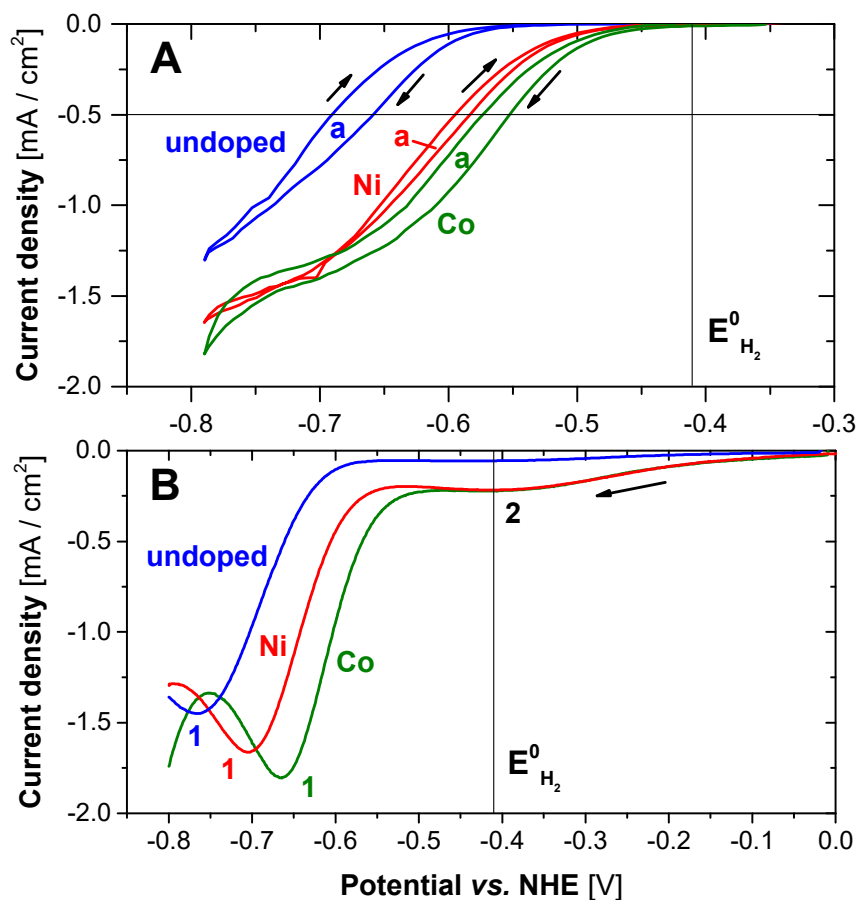 A
undoped
a
a
a
Ni
Co
E⁰H₂
Current density [mA / cm²]
0.0
-0.5
-1.0
-1.5
-2.0
-0.8
-0.7
-0.6
-0.5
-0.4
-0.3
B
undoped
Ni
Co
2
1
1
1
E⁰H₂
Current density [mA / cm²]
0.0
-0.5
-1.0
-1.5
-2.0
-0.8
-0.7
-0.6
-0.5
-0.4
-0.3
-0.2
-0.1
0.0
Potential vs. NHE [V]